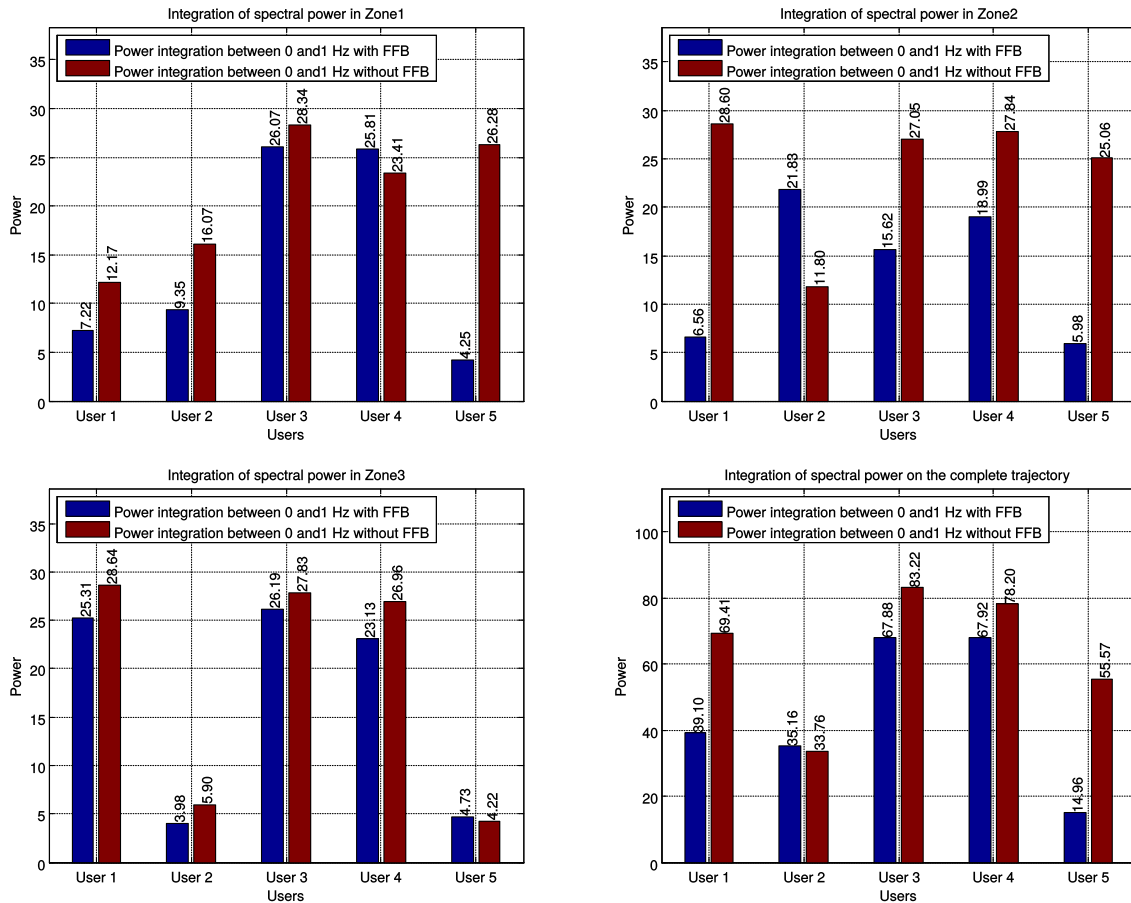 Integration of spectral power in Zone1
Power integration between 0 and1 Hz with FFB
Power integration between 0 and1 Hz without FFB
35
30
25
20
15
10
5
0
Power
7.22
12.17
9.35
16.07
26.07
28.34
25.81
23.41
4.25
26.28
User 1
User 2
User 3
User 4
User 5
Users
Integration of spectral power in Zone2
Power integration between 0 and1 Hz with FFB
Power integration between 0 and1 Hz without FFB
35
30
25
20
15
10
5
0
Power
6.56
28.60
21.83
11.80
15.62
27.05
18.99
27.84
5.98
25.06
User 1
User 2
User 3
User 4
User 5
Users
Integration of spectral power in Zone3
Power integration between 0 and1 Hz with FFB
Power integration between 0 and1 Hz without FFB
35
30
25
20
15
10
5
0
Power
25.31
28.64
3.98
5.90
26.19
27.83
23.13
26.96
4.73
4.22
User 1
User 2
User 3
User 4
User 5
Users
Integration of spectral power on the complete trajectory
Power integration between 0 and1 Hz with FFB
Power integration between 0 and1 Hz without FFB
100
80
60
40
20
0
Power
39.10
69.41
35.16
33.76
67.88
83.22
67.92
78.20
14.96
55.57
User 1
User 2
User 3
User 4
User 5
Users